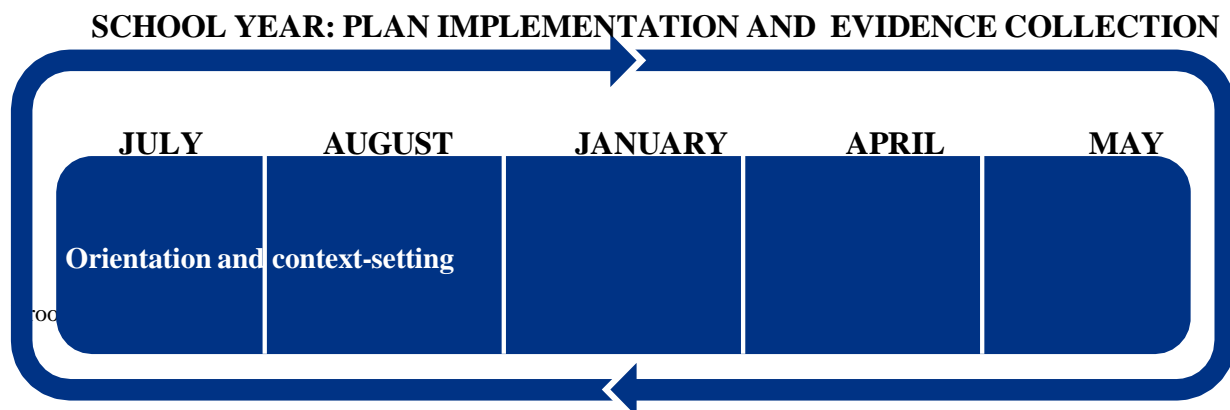 SCHOOL YEAR: PLAN IMPLEMENTATION AND EVIDENCE COLLECTION
JULY AUGUST JANUARY APRIL MAY
Orientation and context-setting